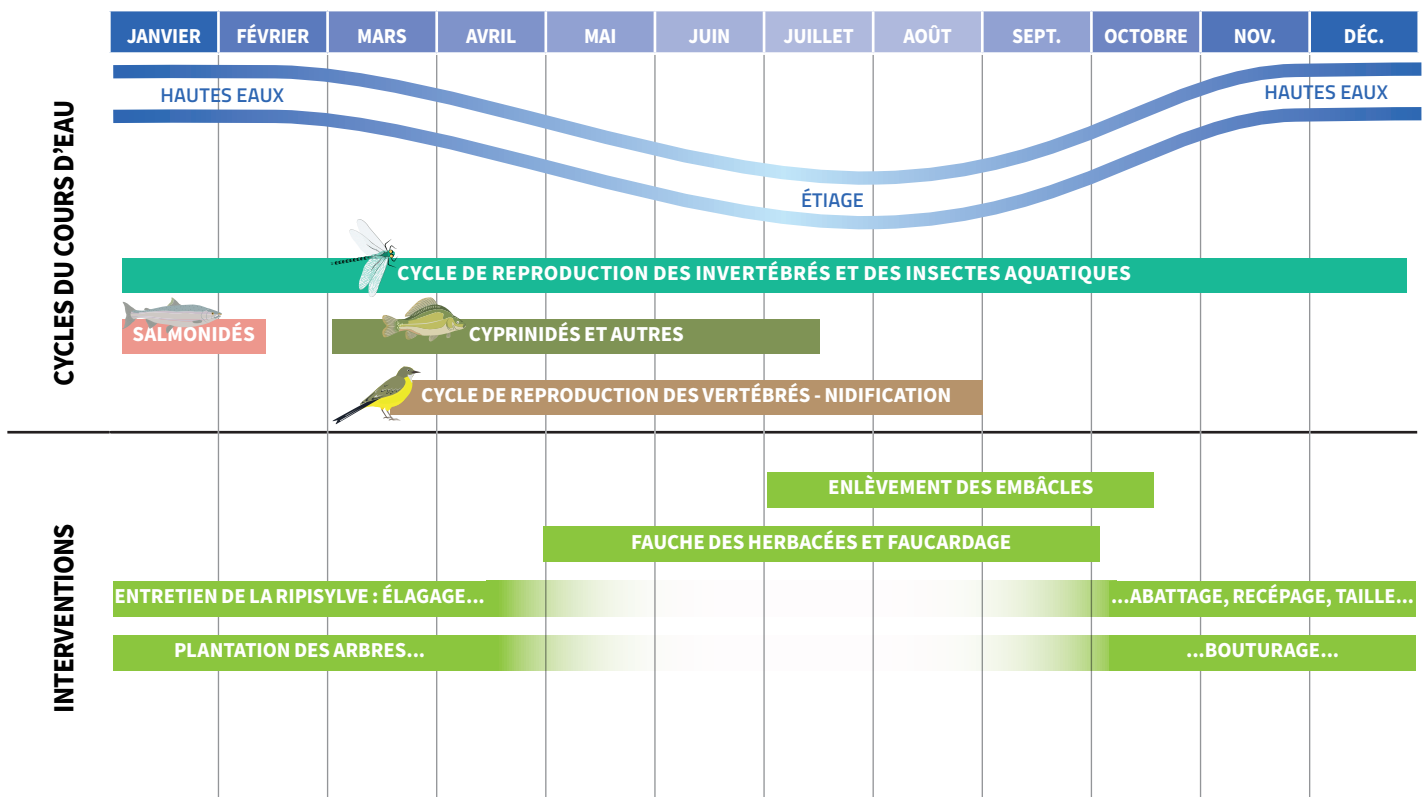 JANVIER FÉVRIER MARS AVRIL MAI JUIN JUILLET AOÛT SEPT. OCTOBRE NOV. DÉC.
CYCLES DU COURS D’EAU
HAUTES EAUX
HAUTES EAUX
ÉTIAGE
CYCLE DE REPRODUCTION DES INVERTÉBRÉS ET DES INSECTES AQUATIQUES
SALMONIDÉS
CYPRINIDÉS ET AUTRES
CYCLE DE REPRODUCTION DES VERTÉBRÉS - NIDIFICATION
INTERVENTIONS
ENLÈVEMENT DES EMBÂCLES
FAUCHE DES HERBACÉES ET FAUCARDAGE
ENTRETIEN DE LA RIPISYLVE : ÉLAGAGE...
...ABATTAGE, RECÉPAGE, TAILLE...
PLANTATION DES ARBRES...
...BOUTURAGE...